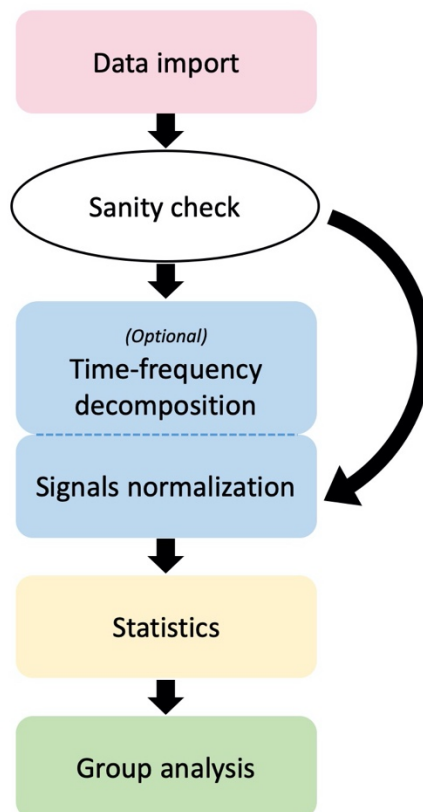 Data import
Sanity check
(Optional)
Time-frequency
decomposition
Signals normalization
Statistics
Group analysis